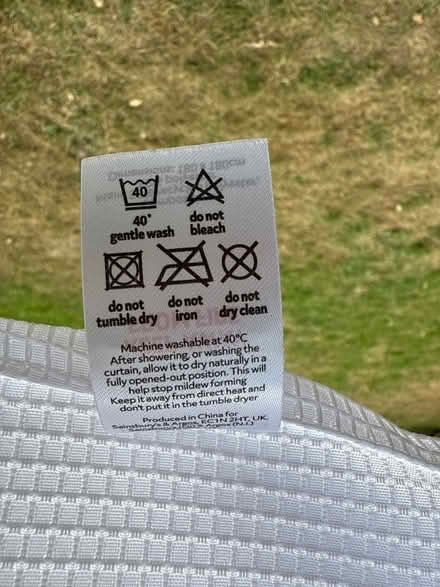 Dimensions: 180 x 180cm
40
40° do not
gentle wash bleach
do not do not do not
tumble dry iron dry clean
Machine washable at 40°C
After showering, or washing the
curtain, allow it to dry naturally in a
fully opened-out position. This will
help stop mildew forming
Keep it away from direct heat and
don't put it in the tumble dryer
Produced in China for
Sainsbury's & Argos, EC1N 2HT, UK.